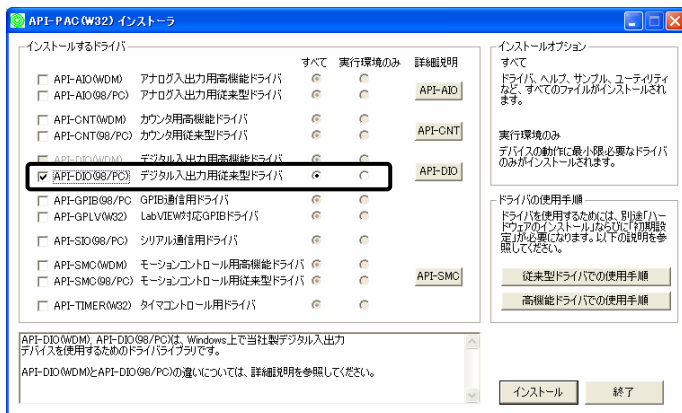 API-PAC(W32) インストーラ
インストールするドライバ
すべて 実行環境のみ 詳細説明
API-AIO(WDM) アナログ入出力用高機能ドライバ
API-AIO(98/PC) アナログ入出力用従来型ドライバ
API-AIO
API-CNT(WDM) カウンタ用高機能ドライバ
API-CNT(98/PC) カウンタ用従来型ドライバ
API-CNT
API-DIO(WDM) デジタル入出力用高機能ドライバ
API-DIO(98/PC) デジタル入出力用従来型ドライバ
API-DIO
API-GPIB(98/PC) GPIB通信用ドライバ
API-GPLV(W32) LabVIEW対応GPIBドライバ
API-SIO(98/PC) シリアル通信用ドライバ
API-SMC(WDM) モーションコントロール用高機能ドライバ
API-SMC(98/PC) モーションコントロール用従来型ドライバ
API-SMC
API-TIMER(W32) タイマコントロール用ドライバ
インストールオプション
すべて
ドライバ、ヘルプ、サンプル、ユーティリティ
など、すべてのファイルがインストールされ
ます。
実行環境のみ
デバイスの動作に最小限必要なドライバ
のみがインストールされます。
ドライバの使用手順
ドライバを使用するためには、別途「ハー
ドウェアのインストール」ならびに「初期設
定」が必要になります。以下の説明を参
照してください。
従来型ドライバでの使用手順
高機能ドライバでの使用手順
API-DIO(WDM), API-DIO(98/PC)は、Windows上で当社製デジタル入出力
デバイスを使用するためのドライバライブラリです。
API-DIO(WDM)とAPI-DIO(98/PC)の違いについては、詳細説明を参照してください。
インストール 終了